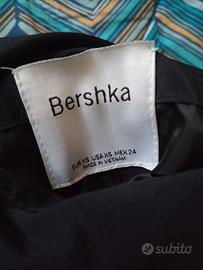 Bershka
EUR XS USA XS MEX 24
MADE IN VIETNAM
subito